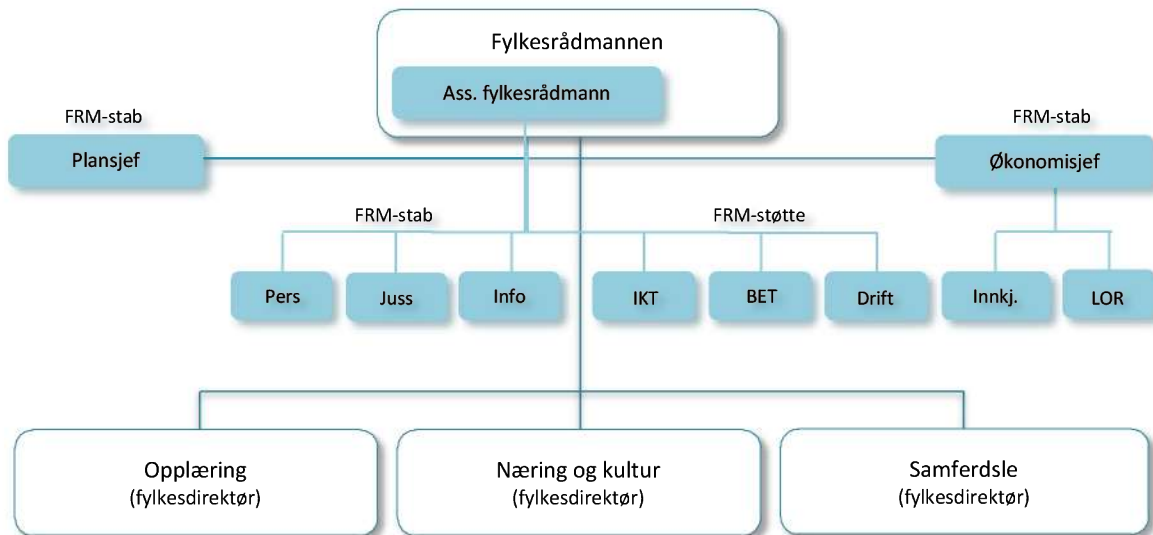 Fylkesrådmannen
Ass. fylkesrådmann
FRM-stab
Plansjef
FRM-stab
Økonomisjef
FRM-stab
FRM-støtte
Pers
Juss
Info
IKT
BET
Drift
Innkj.
LOR
Opplæring
(fylkesdirektør)
Næring og kultur
(fylkesdirektør)
Samferdsle
(fylkesdirektør)